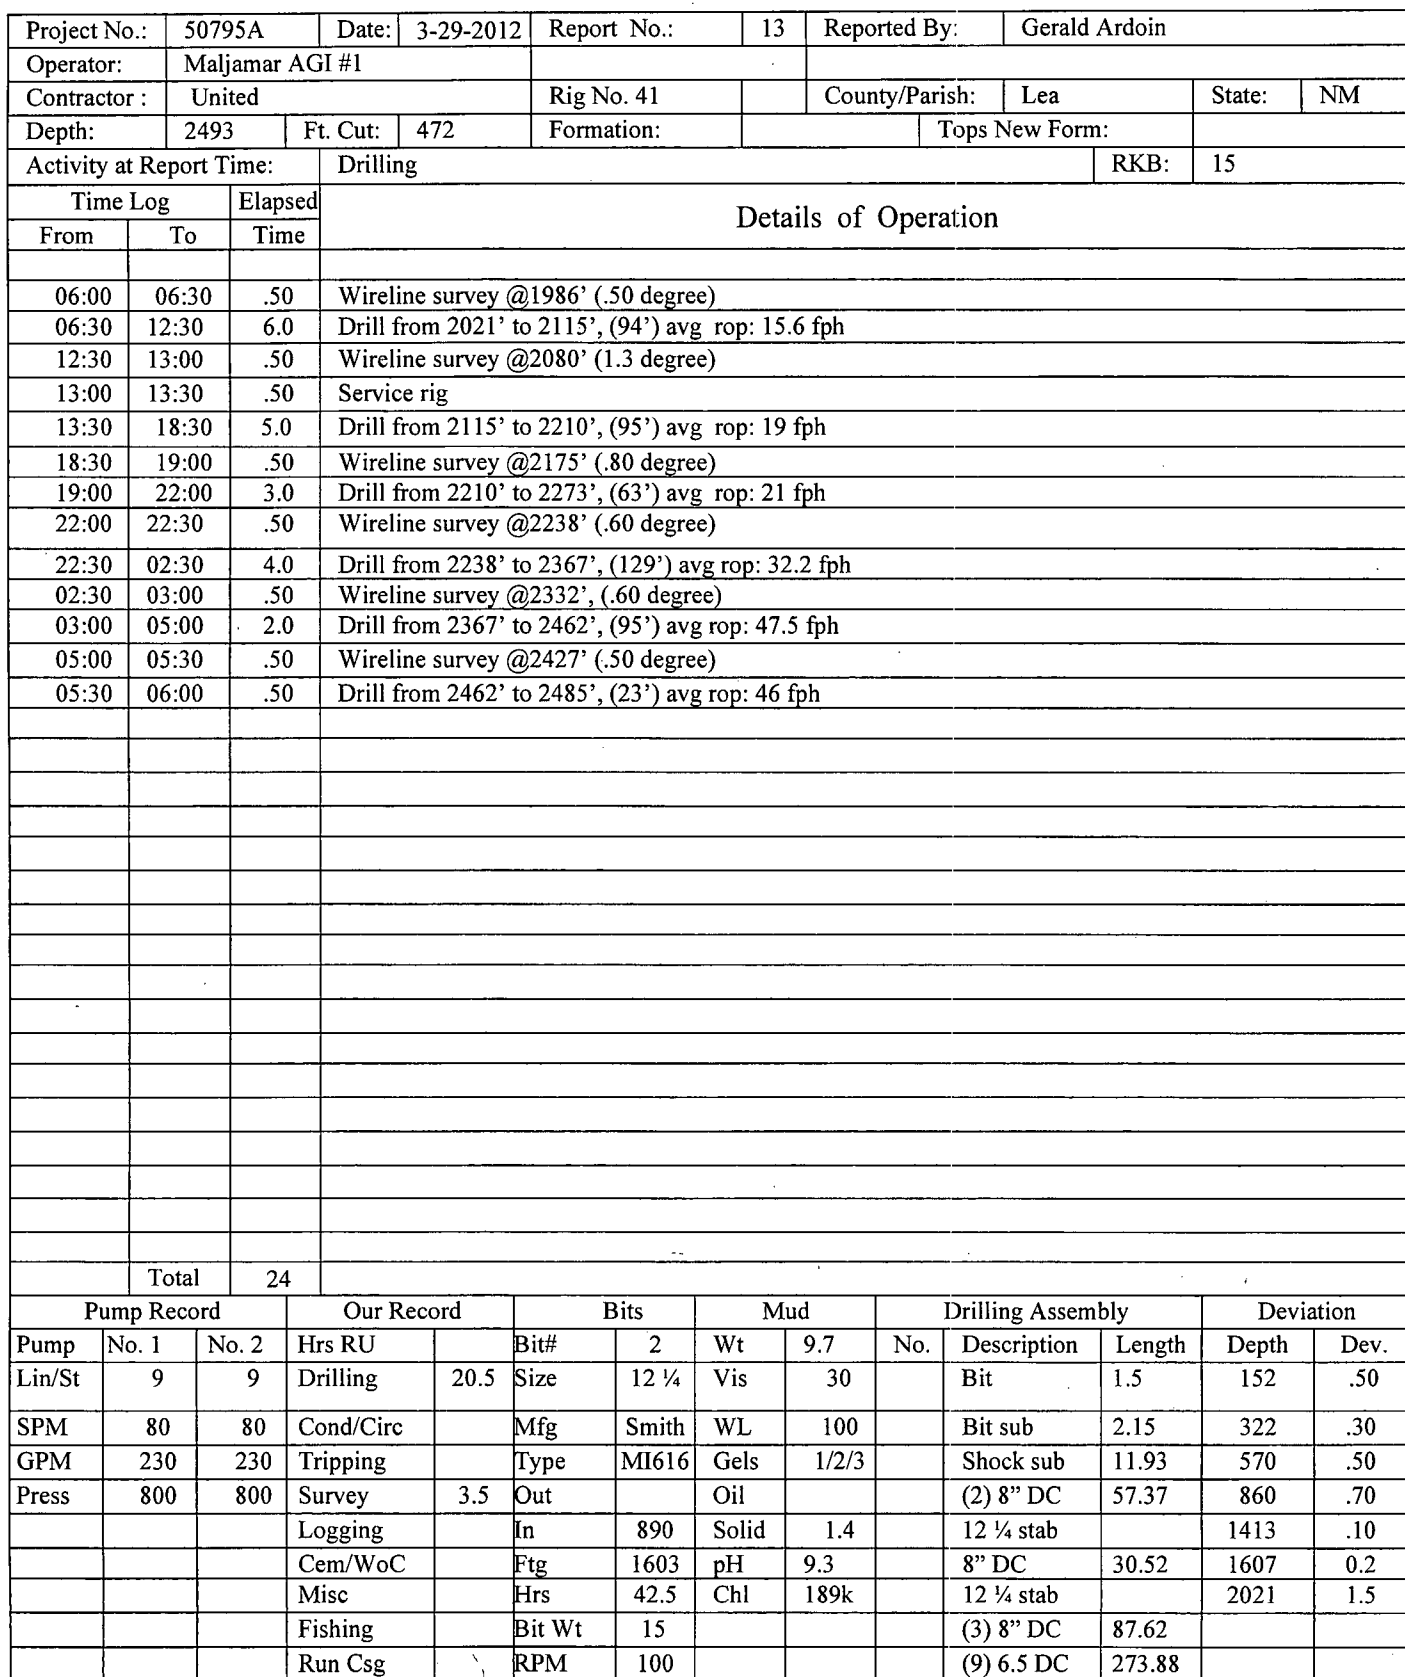 Project No.: 50795A Date: 3-29-2012 Report No.: 13 Reported By: Gerald Ardoin
Operator: Maljamar AGI #1
Contractor : United Rig No. 41 County/Parish: Lea State: NM
Depth: 2493 Ft. Cut: 472 Formation: Tops New Form:
Activity at Report Time: Drilling RKB: 15
Time Log Elapsed Details of Operation
From To Time
06:00 06:30 .50 Wireline survey @1986’ (.50 degree)
06:30 12:30 6.0 Drill from 2021’ to 2115’, (94’) avg rop: 15.6 fph
12:30 13:00 .50 Wireline survey @2080’ (1.3 degree)
13:00 13:30 .50 Service rig
13:30 18:30 5.0 Drill from 2115’ to 2210’, (95’) avg rop: 19 fph
18:30 19:00 .50 Wireline survey @2175’ (.80 degree)
19:00 22:00 3.0 Drill from 2210’ to 2273’, (63’) avg rop: 21 fph
22:00 22:30 .50 Wireline survey @2238’ (.60 degree)
22:30 02:30 4.0 Drill from 2238’ to 2367’, (129’) avg rop: 32.2 fph
02:30 03:00 .50 Wireline survey @2332’, (.60 degree)
03:00 05:00 2.0 Drill from 2367’ to 2462’, (95’) avg rop: 47.5 fph
05:00 05:30 .50 Wireline survey @2427’ (.50 degree)
05:30 06:00 .50 Drill from 2462’ to 2485’, (23’) avg rop: 46 fph
Total 24
Pump Record Our Record Bits Mud Drilling Assembly Deviation
Pump No. 1 No. 2 Hrs RU Bit# 2 Wt 9.7 No. Description Length Depth Dev.
Lin/St 9 9 Drilling 20.5 Size 12 ¼ Vis 30 Bit 1.5 152 .50
SPM 80 80 Cond/Circ Mfg Smith WL 100 Bit sub 2.15 322 .30
GPM 230 230 Tripping Type MI616 Gels 1/2/3 Shock sub 11.93 570 .50
Press 800 800 Survey 3.5 Out Oil (2) 8” DC 57.37 860 .70
Logging In 890 Solid 1.4 12 ¼ stab 1413 .10
Cem/WoC Ftg 1603 pH 9.3 8” DC 30.52 1607 0.2
Misc Hrs 42.5 Chl 189k 12 ¼ stab 2021 1.5
Fishing Bit Wt 15 (3) 8” DC 87.62
Run Csg RPM 100 (9) 6.5 DC 273.88